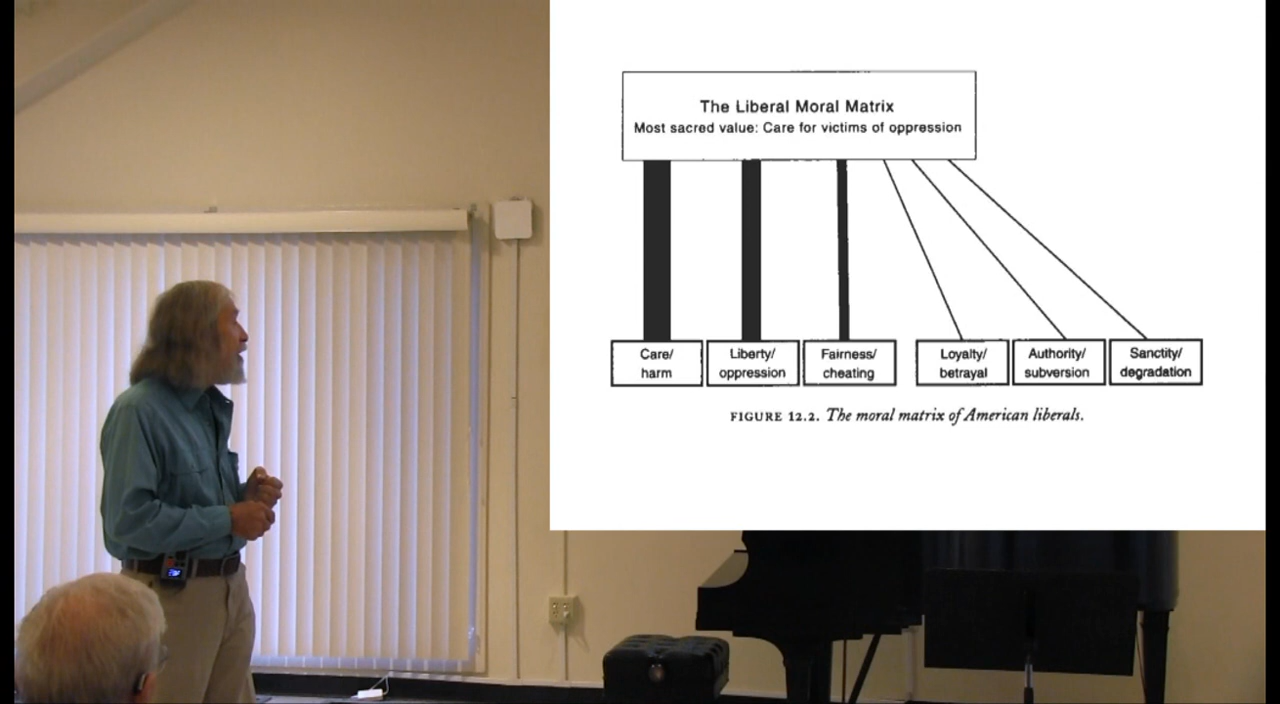 The Liberal Moral Matrix
Most sacred value: Care for victims of oppression
Care/
harm
Liberty/
oppression
Fairness/
cheating
Loyalty/
betrayal
Authority/
subversion
Sanctity/
degradation
FIGURE 12.2. The moral matrix of American liberals.